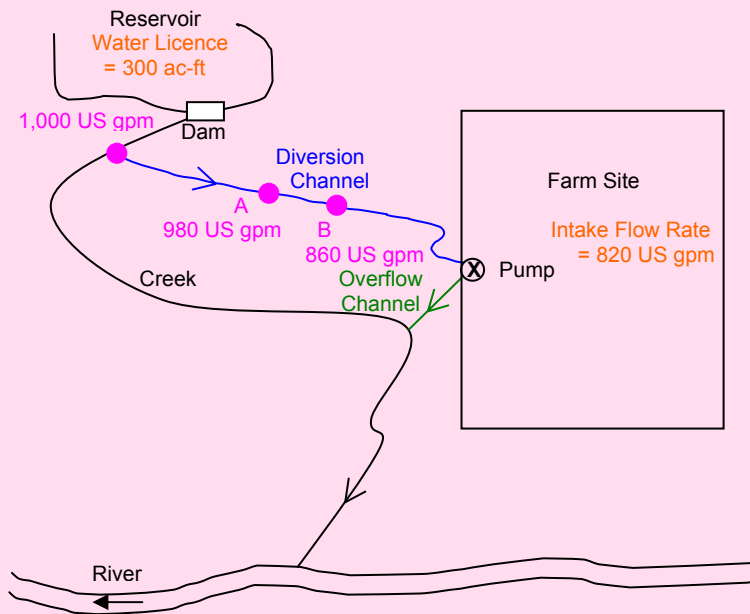 Reservoir
Water Licence
= 300 ac-ft
1,000 US gpm
Dam
Diversion
Channel
A
980 US gpm
B
860 US gpm
Farm Site
Intake Flow Rate
= 820 US gpm
X
Pump
Overflow
Channel
Creek
River